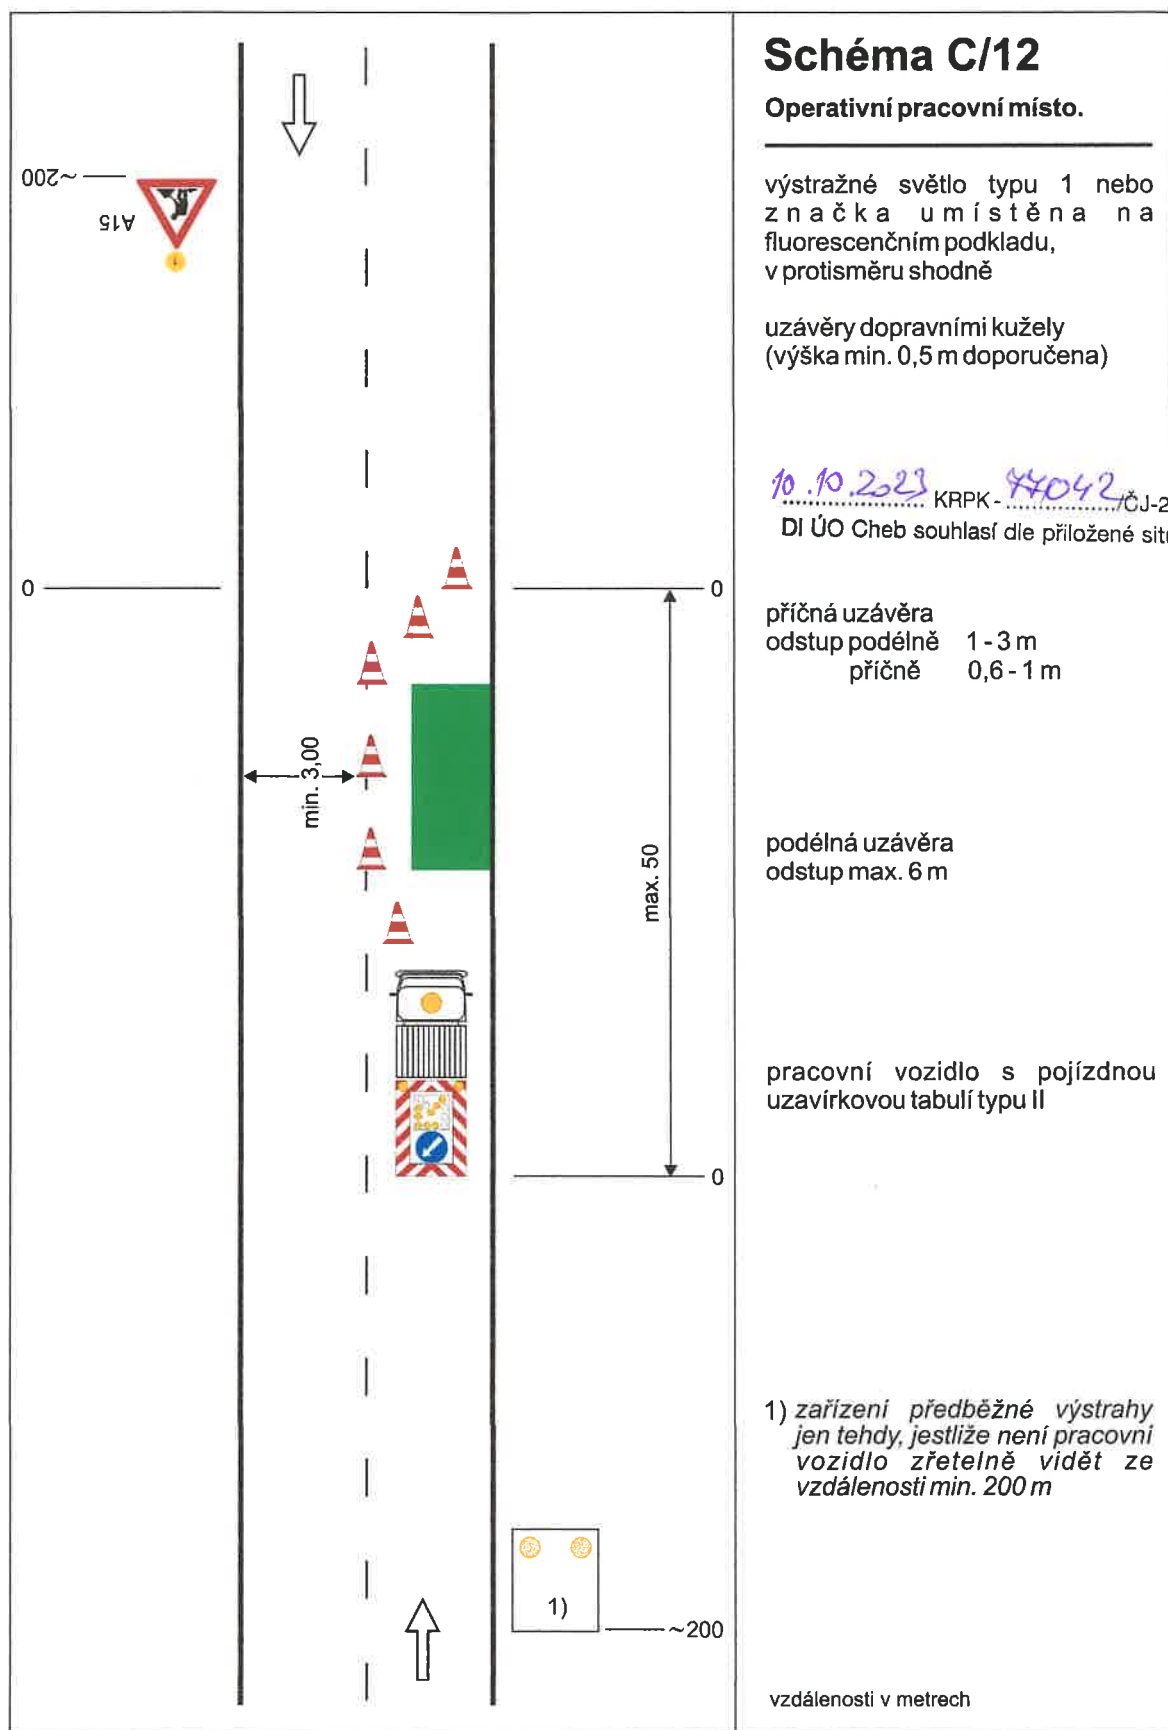 Schéma C/12
Operativní pracovní místo.
~200
A15
výstražné světlo typu 1 nebo
značka umístěna na
fluorescenčním podkladu,
v protisměru shodně
uzávěry dopravními kužely
(výška min. 0,5 m doporučena)
10.10.2023 KRPK- 77042/ČJ-2
DI ÚO Cheb souhlasí dle přiložené situ
0
0
příčná uzávěra
odstup podélně 1 - 3 m
příčně 0,6 - 1 m
min. 3,00
max. 50
podélná uzávěra
odstup max. 6 m
pracovní vozidlo s pojízdnou
uzavírkovou tabulí typu II
0
1) zařízení předběžné výstrahy
jen tehdy, jestliže není pracovní
vozidlo zřetelně vidět ze
vzdálenosti min. 200 m
1)
~200
vzdálenosti v metrech